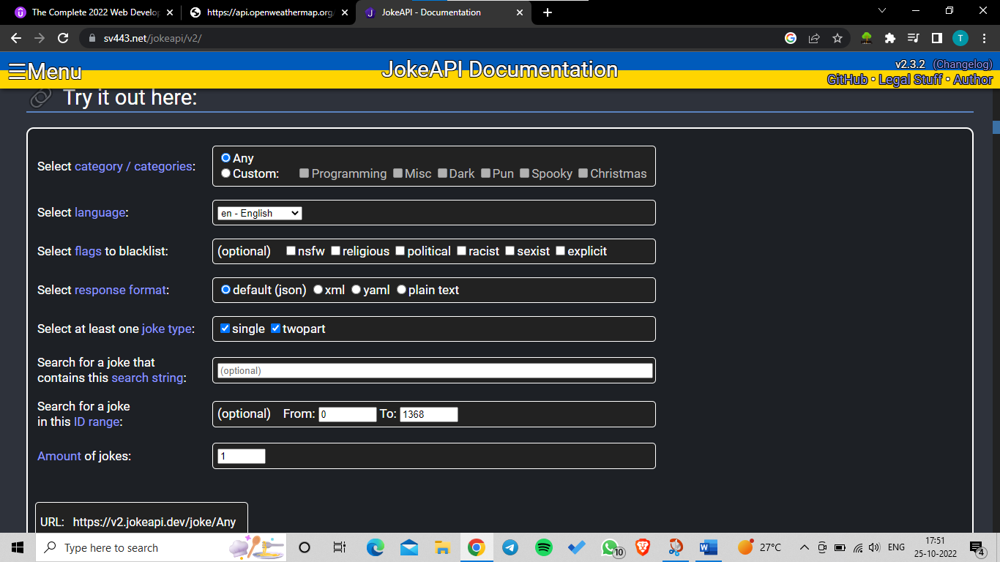 The Complete 2022 Web Develop
https://api.openweathermap.org/
JokeAPI - Documentation
sv443.net/jokeapi/v2/
T
Menu
JokeAPI Documentation
v2.3.2 (Changelog)
GitHub • Legal Stuff • Author
Try it out here:
Select category / categories:
Any
Custom: Programming Misc Dark Pun Spooky Christmas
Select language:
en - English
Select flags to blacklist:
(optional) nsfw religious political racist sexist explicit
Select response format:
default (json) xml yaml plain text
Select at least one joke type:
single twopart
Search for a joke that
contains this search string:
(optional)
Search for a joke
in this ID range:
(optional) From: 0 To: 1368
Amount of jokes:
1
URL: https://v2.jokeapi.dev/joke/Any
Type here to search
10
27°C
ENG
17:51
25-10-2022
4